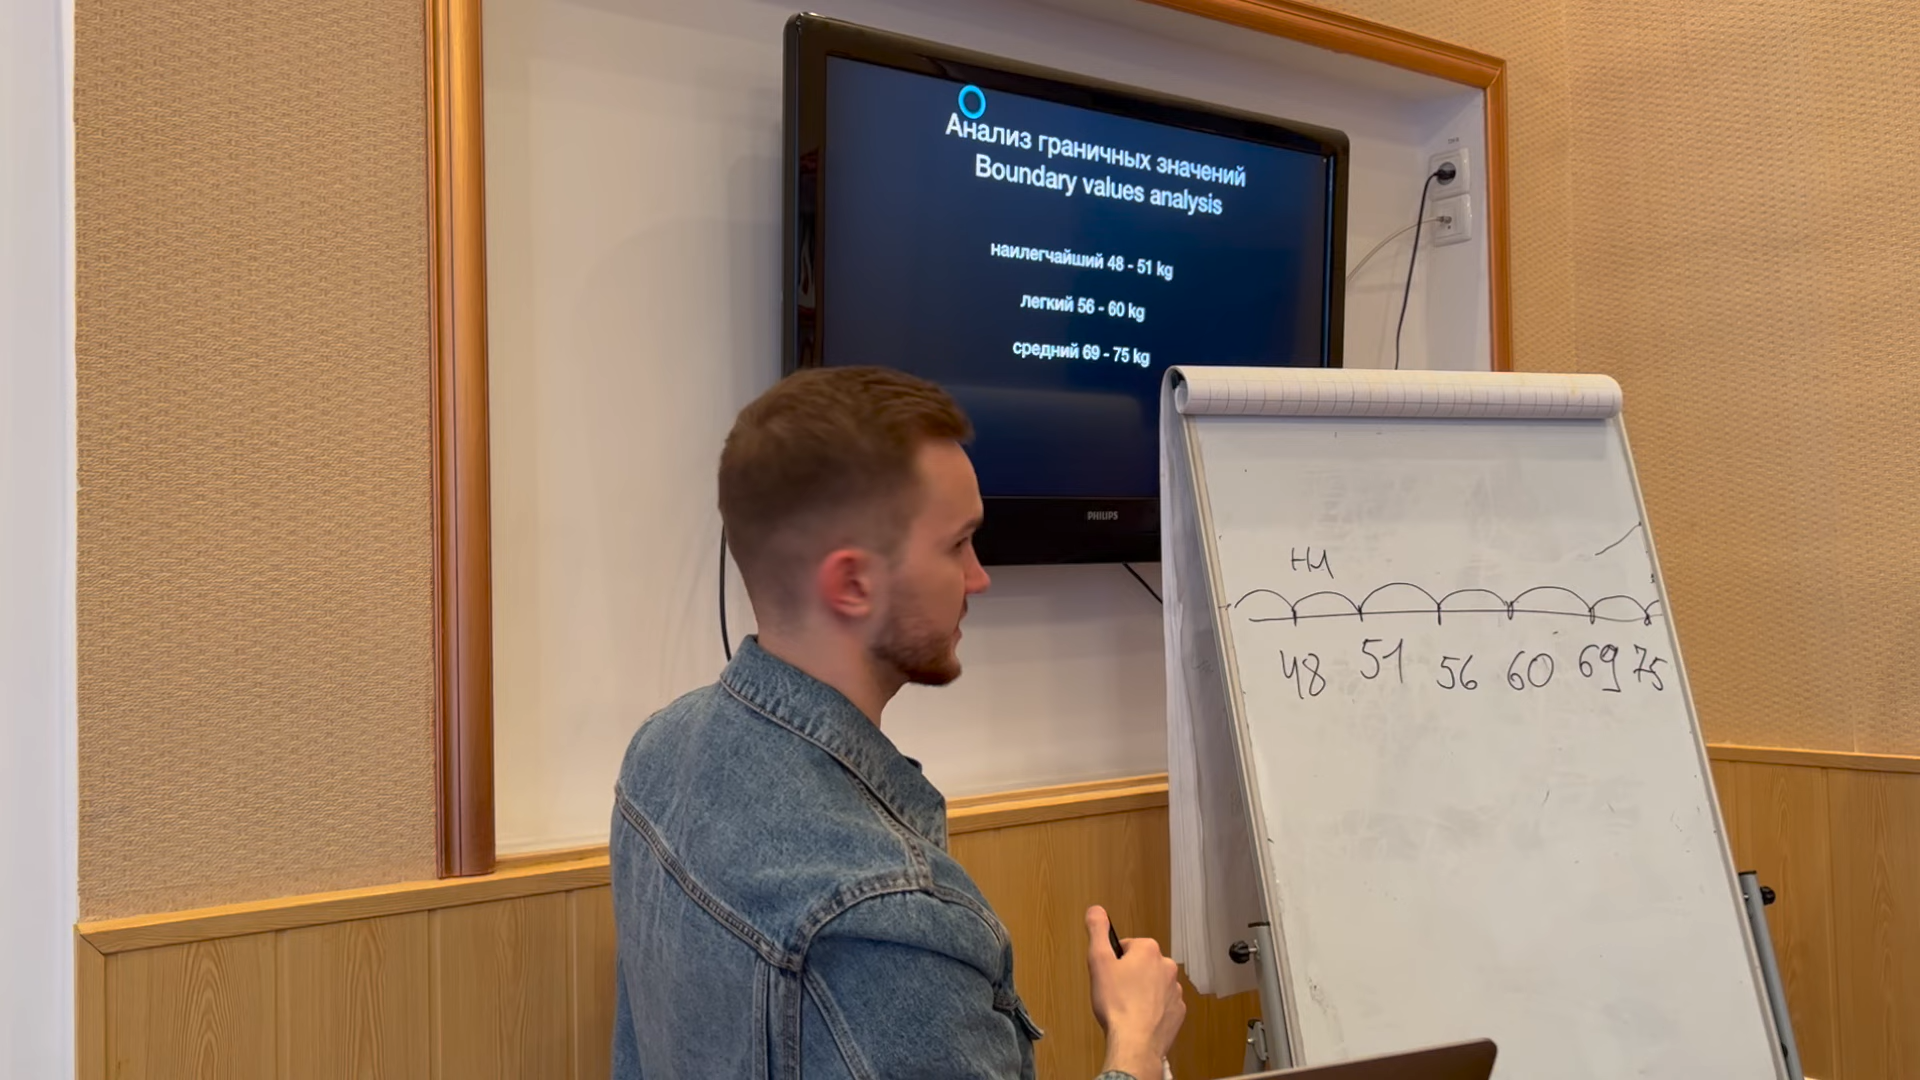 Анализ граничных значений
Boundary values analysis
наилегчайший 48 - 51 kg
легкий 56 - 60 kg
средний 69 - 75 kg
PHILIPS
НЛ
48 51 56 60 69 75